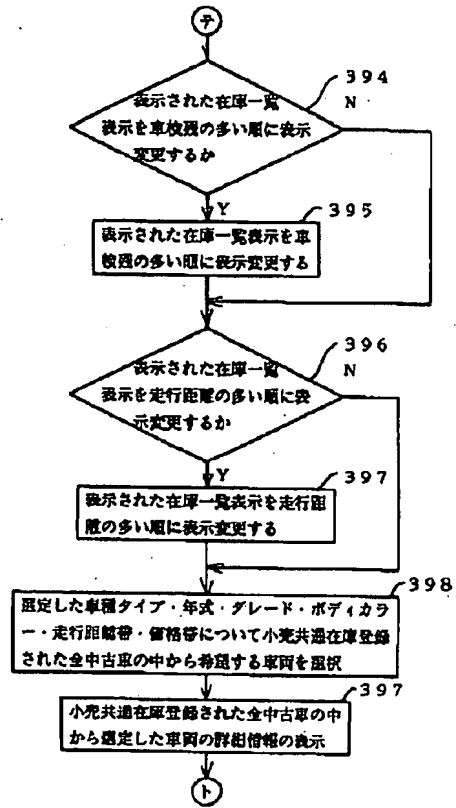 テ
394
N
表示された在庫一覧
表示を車検残の多い順に表示
変更するか
Y
395
表示された在庫一覧表示を車
検残の多い順に表示変更する
396
N
表示された在庫一覧
表示を走行距離の多い順に表
示変更するか
Y
397
表示された在庫一覧表示を走行距
離の多い順に表示変更する
398
選定した車種タイプ・年式・グレード・ボディカラ
ー・走行距離帯・価格帯について小売共通在庫登録
された全中古車の中から希望する車両を選択
397
小売共通在庫登録された全中古車の中
から選定した車両の詳細情報の表示
ト